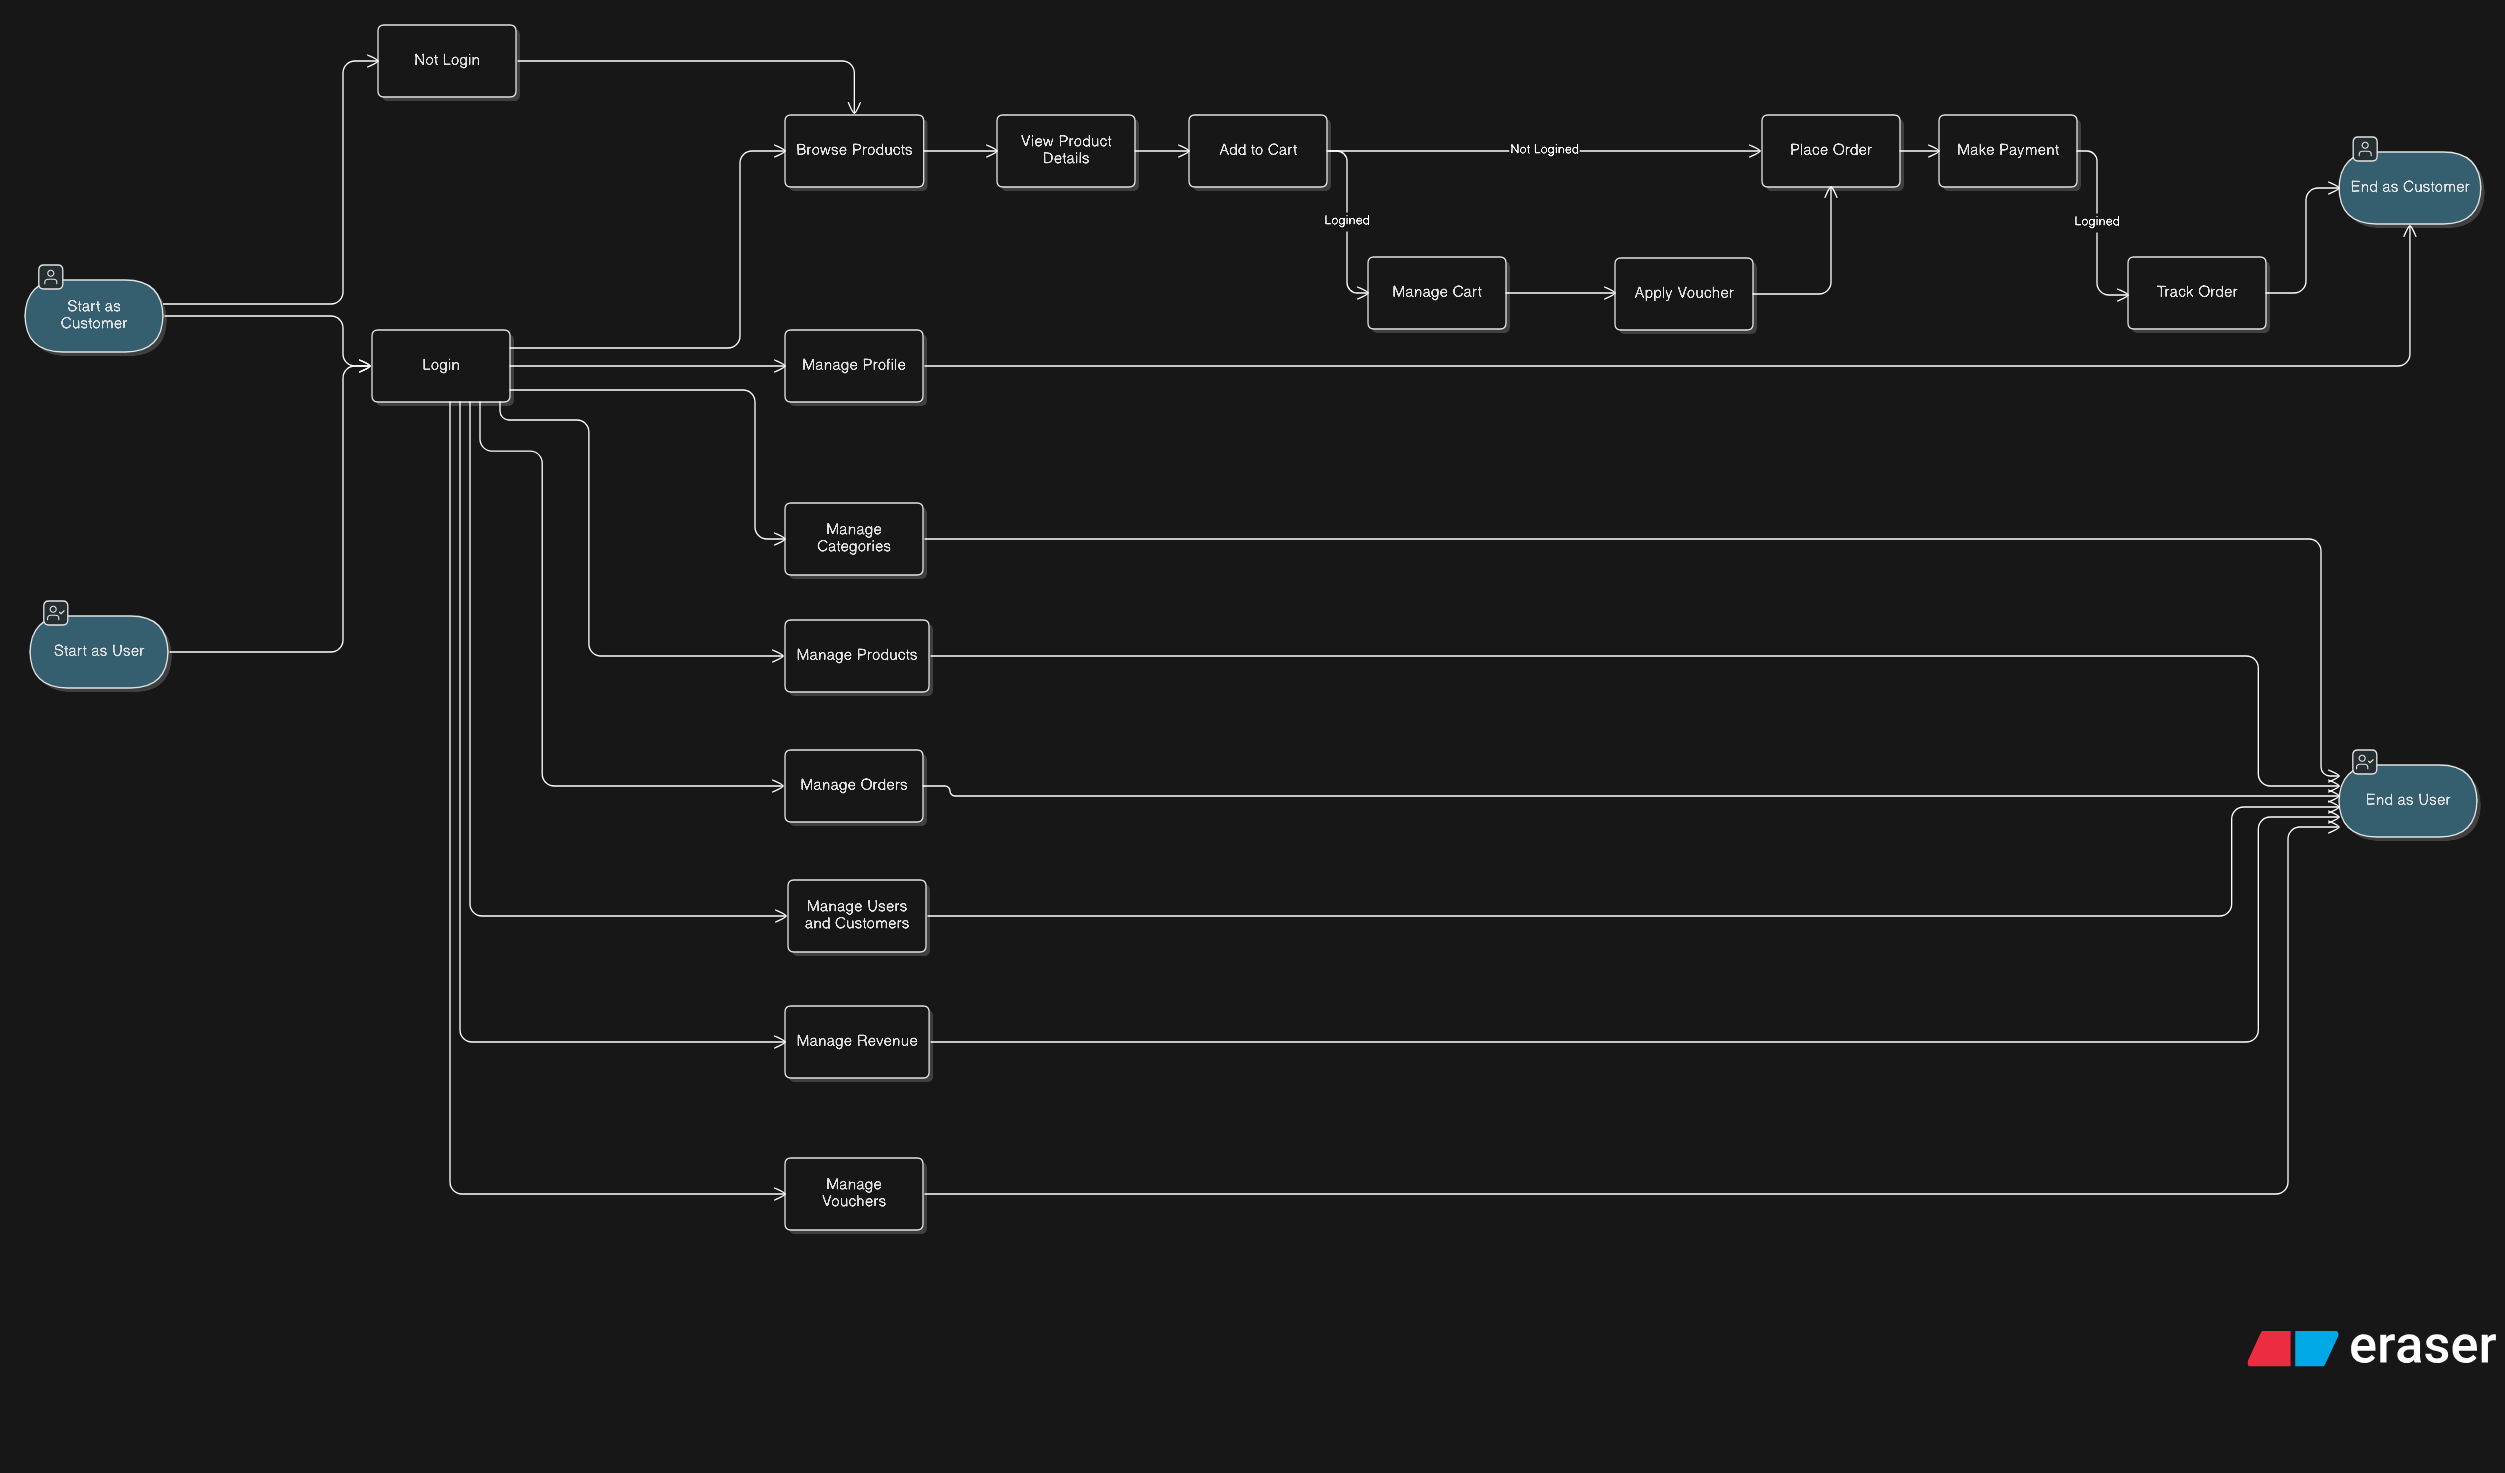 Not Login
Browse Products
View Product
Details
Add to Cart
Not Logined
Place Order
Make Payment
End as Customer
Logined
Logined
Start as
Customer
Manage Cart
Apply Voucher
Track Order
Login
Manage Profile
Manage
Categories
Start as User
Manage Products
Manage Orders
End as User
Manage Users
and Customers
Manage Revenue
Manage
Vouchers
eraser